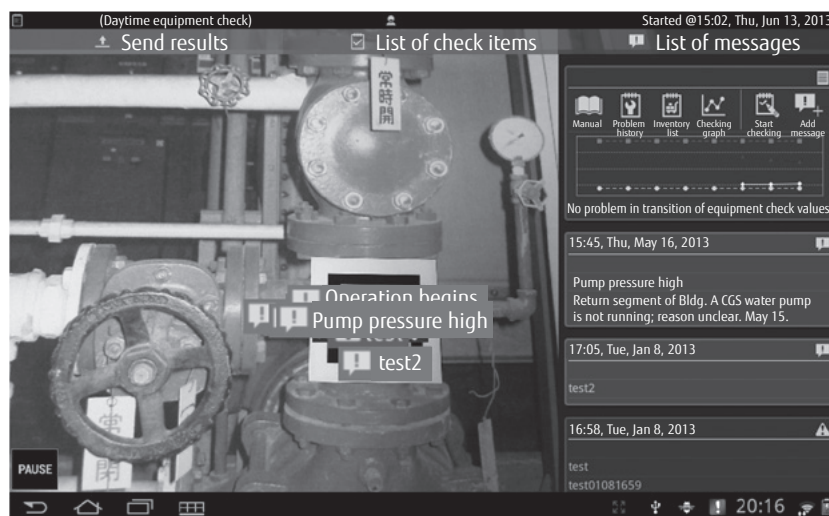 (Daytime equipment check)
Started @15:02, Thu, Jun 13, 2013
Send results
List of check items
List of messages
常時開
Manual
Problem history
Inventory list
Checking graph
Start checking
Add message
No problem in transition of equipment check values
15:45, Thu, May 16, 2013
Pump pressure high
Return segment of Bldg. A CGS water pump
is not running; reason unclear. May 15.
Operation begins
Pump pressure high
test2
17:05, Tue, Jan 8, 2013
test2
16:58, Tue, Jan 8, 2013
test
test01081659
PAUSE
20:16